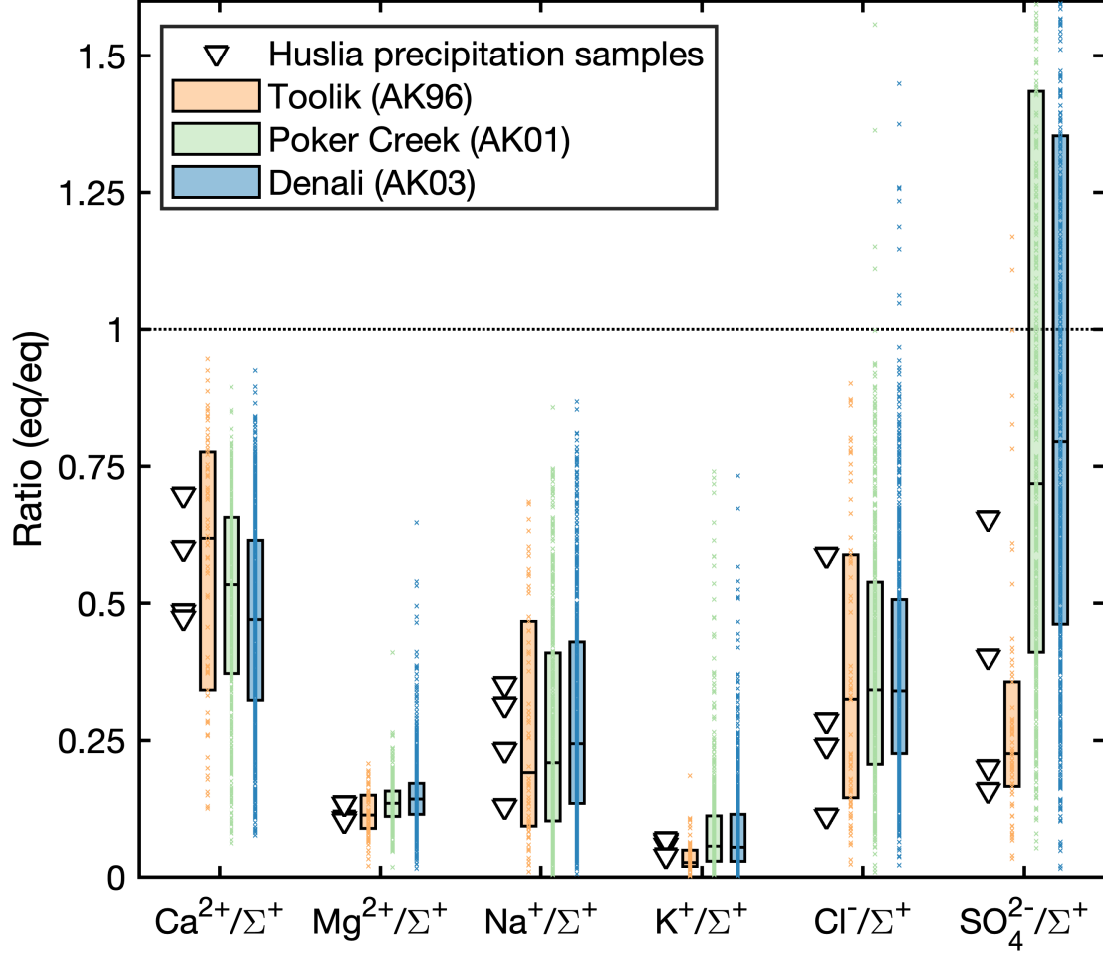 1.5
1.25
1
0.75
0.5
0.25
0
Ratio (eq/eq)
Huslia precipitation samples
Toolik (AK96)
Poker Creek (AK01)
Denali (AK03)
Ca²⁺/Σ⁺ Mg²⁺/Σ⁺ Na⁺/Σ⁺ K⁺/Σ⁺ Cl⁻/Σ⁺ SO₄²⁻/Σ⁺